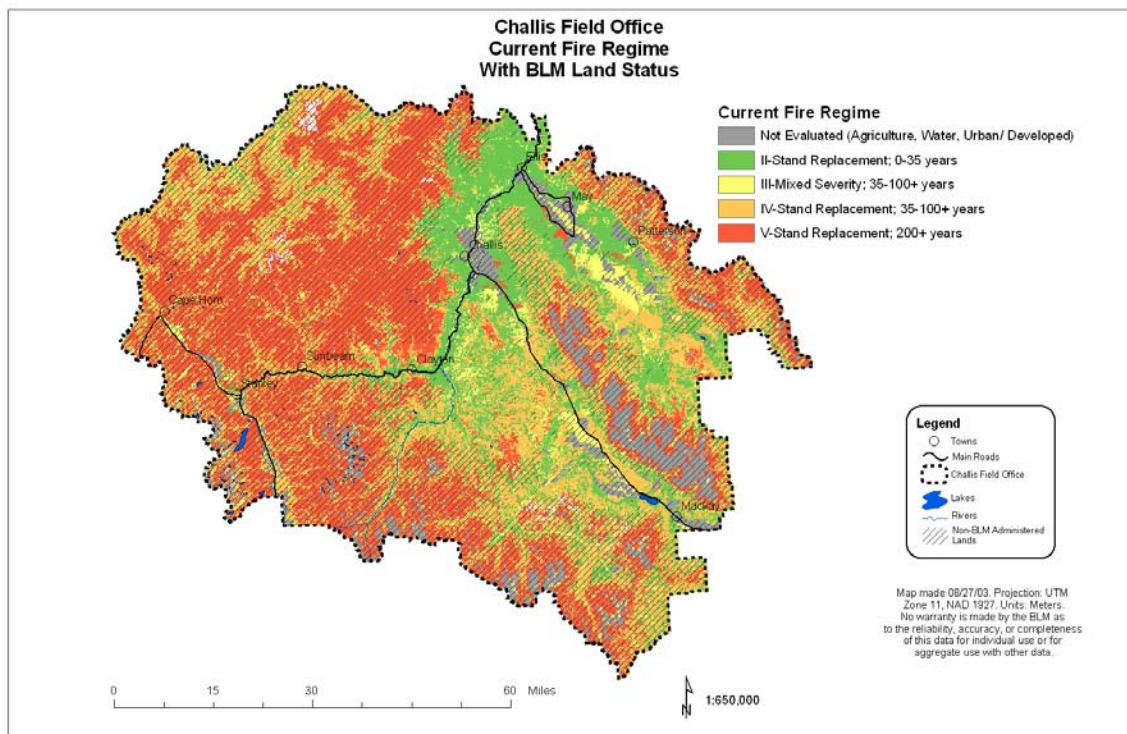 Challis Field Office
Current Fire Regime
With BLM Land Status
Current Fire Regime
Not Evaluated (Agriculture, Water, Urban/ Developed)
II-Stand Replacement; 0-35 years
III-Mixed Severity; 35-100+ years
IV-Stand Replacement; 35-100+ years
V-Stand Replacement; 200+ years
Ellis
May
Patterson
Challis
Cape Horn
Sunbeam
Clayton
Stanley
Mackay
Legend
Towns
Main Roads
Challis Field Office
Lakes
Rivers
Non-BLM Administered
Lands
Map made 08/27/03. Projection: UTM
Zone 11, NAD 1927. Units: Meters.
No warranty is made by the BLM as
to the reliability, accuracy, or completeness
of this data for individual use or for
aggregate use with other data.
0 15 30 60 Miles
N
1:650,000